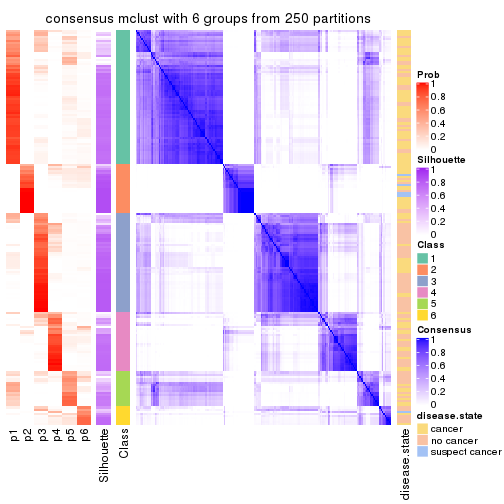 consensus mclust with 6 groups from 250 partitions
p1
p2
p3
p4
p5
p6
Silhouette
Class
disease.state
Prob
1
0.8
0.6
0.4
0.2
0
Silhouette
1
0.8
0.6
0.4
0.2
0
Class
1
2
3
4
5
6
Consensus
1
0.8
0.6
0.4
0.2
0
disease.state
cancer
no cancer
suspect cancer